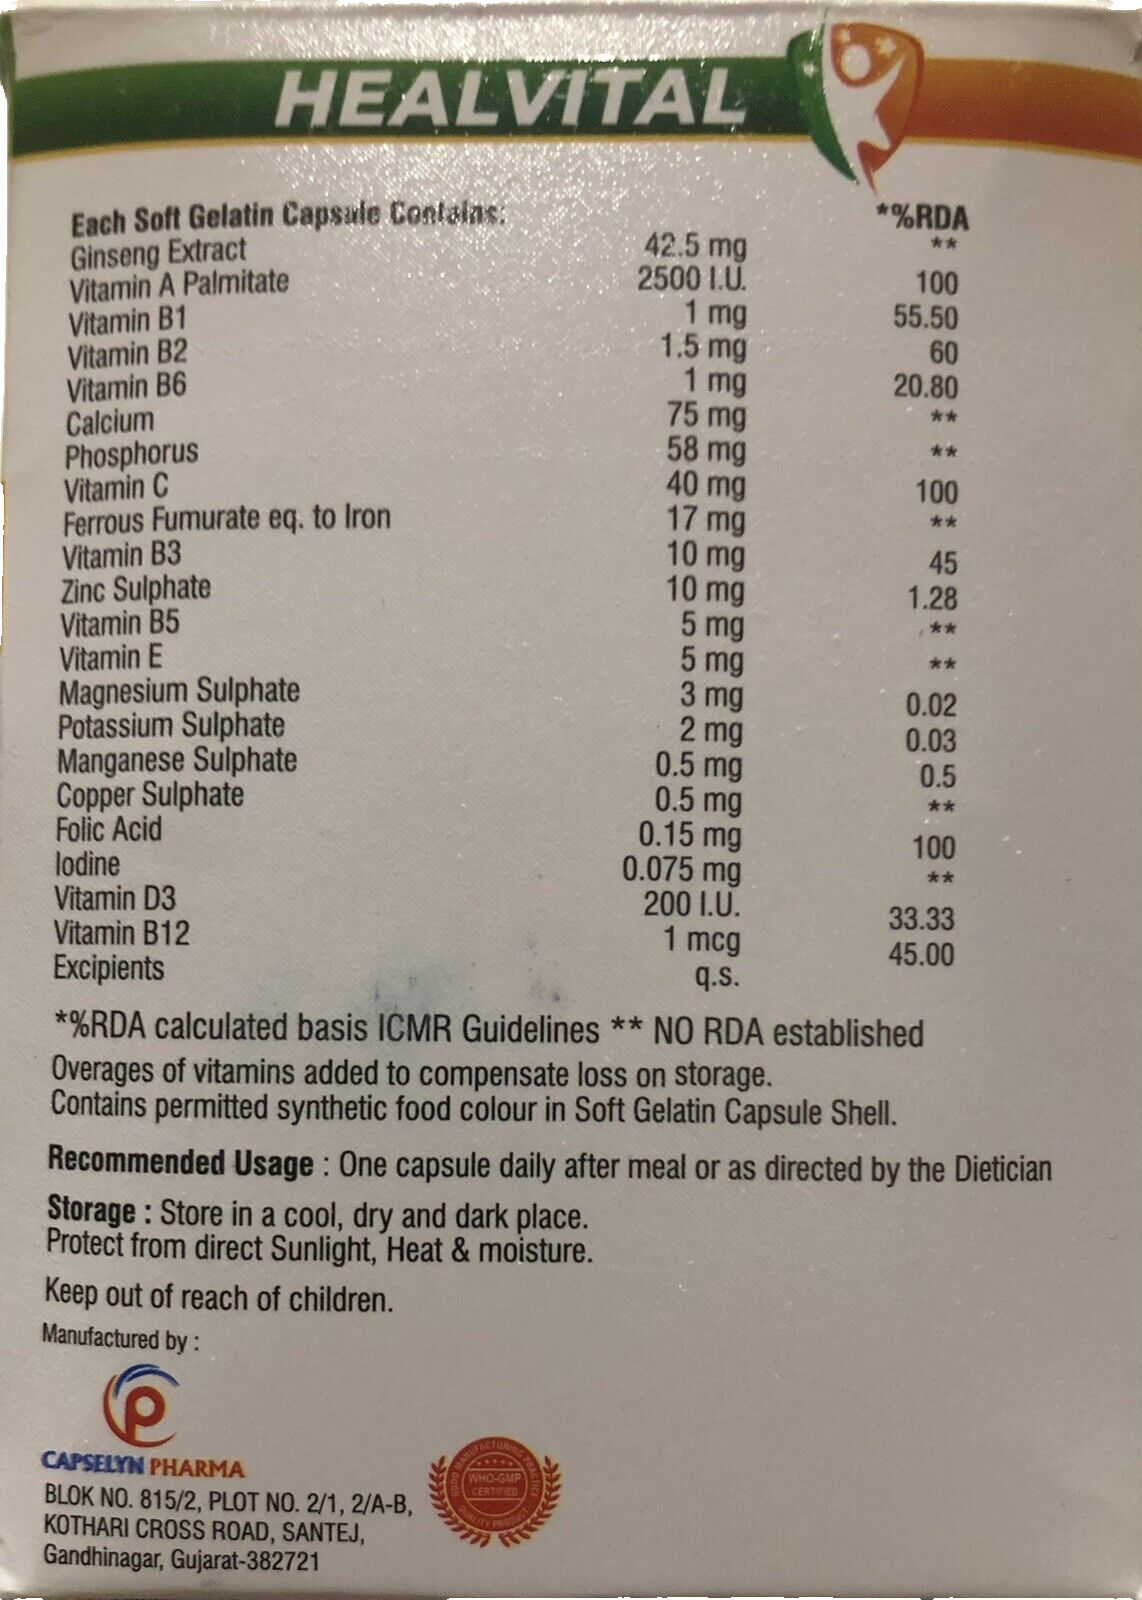 HEALVITAL
Each Soft Gelatin Capsule Contains: *%RDA
Ginseng Extract 42.5 mg **
Vitamin A Palmitate 2500 I.U. 100
Vitamin B1 1 mg 55.50
Vitamin B2 1.5 mg 60
Vitamin B6 1 mg 20.80
Calcium 75 mg **
Phosphorus 58 mg **
Vitamin C 40 mg 100
Ferrous Fumurate eq. to Iron 17 mg **
Vitamin B3 10 mg 45
Zinc Sulphate 10 mg 1.28
Vitamin B5 5 mg **
Vitamin E 5 mg **
Magnesium Sulphate 3 mg 0.02
Potassium Sulphate 2 mg 0.03
Manganese Sulphate 0.5 mg 0.5
Copper Sulphate 0.5 mg **
Folic Acid 0.15 mg 100
Iodine 0.075 mg **
Vitamin D3 200 I.U. 33.33
Vitamin B12 1 mcg 45.00
Excipients q.s.
*%RDA calculated basis ICMR Guidelines ** NO RDA established
Overages of vitamins added to compensate loss on storage.
Contains permitted synthetic food colour in Soft Gelatin Capsule Shell.
Recommended Usage : One capsule daily after meal or as directed by the Dietician
Storage : Store in a cool, dry and dark place.
Protect from direct Sunlight, Heat & moisture.
Keep out of reach of children.
Manufactured by :
CAPSELYN PHARMA
BLOK NO. 815/2, PLOT NO. 2/1, 2/A-B,
KOTHARI CROSS ROAD, SANTEJ,
Gandhinagar, Gujarat-382721
GOOD MANUFACTURING PRACTICE
WHO-GMP
CERTIFIED
QUALITY PRODUCT